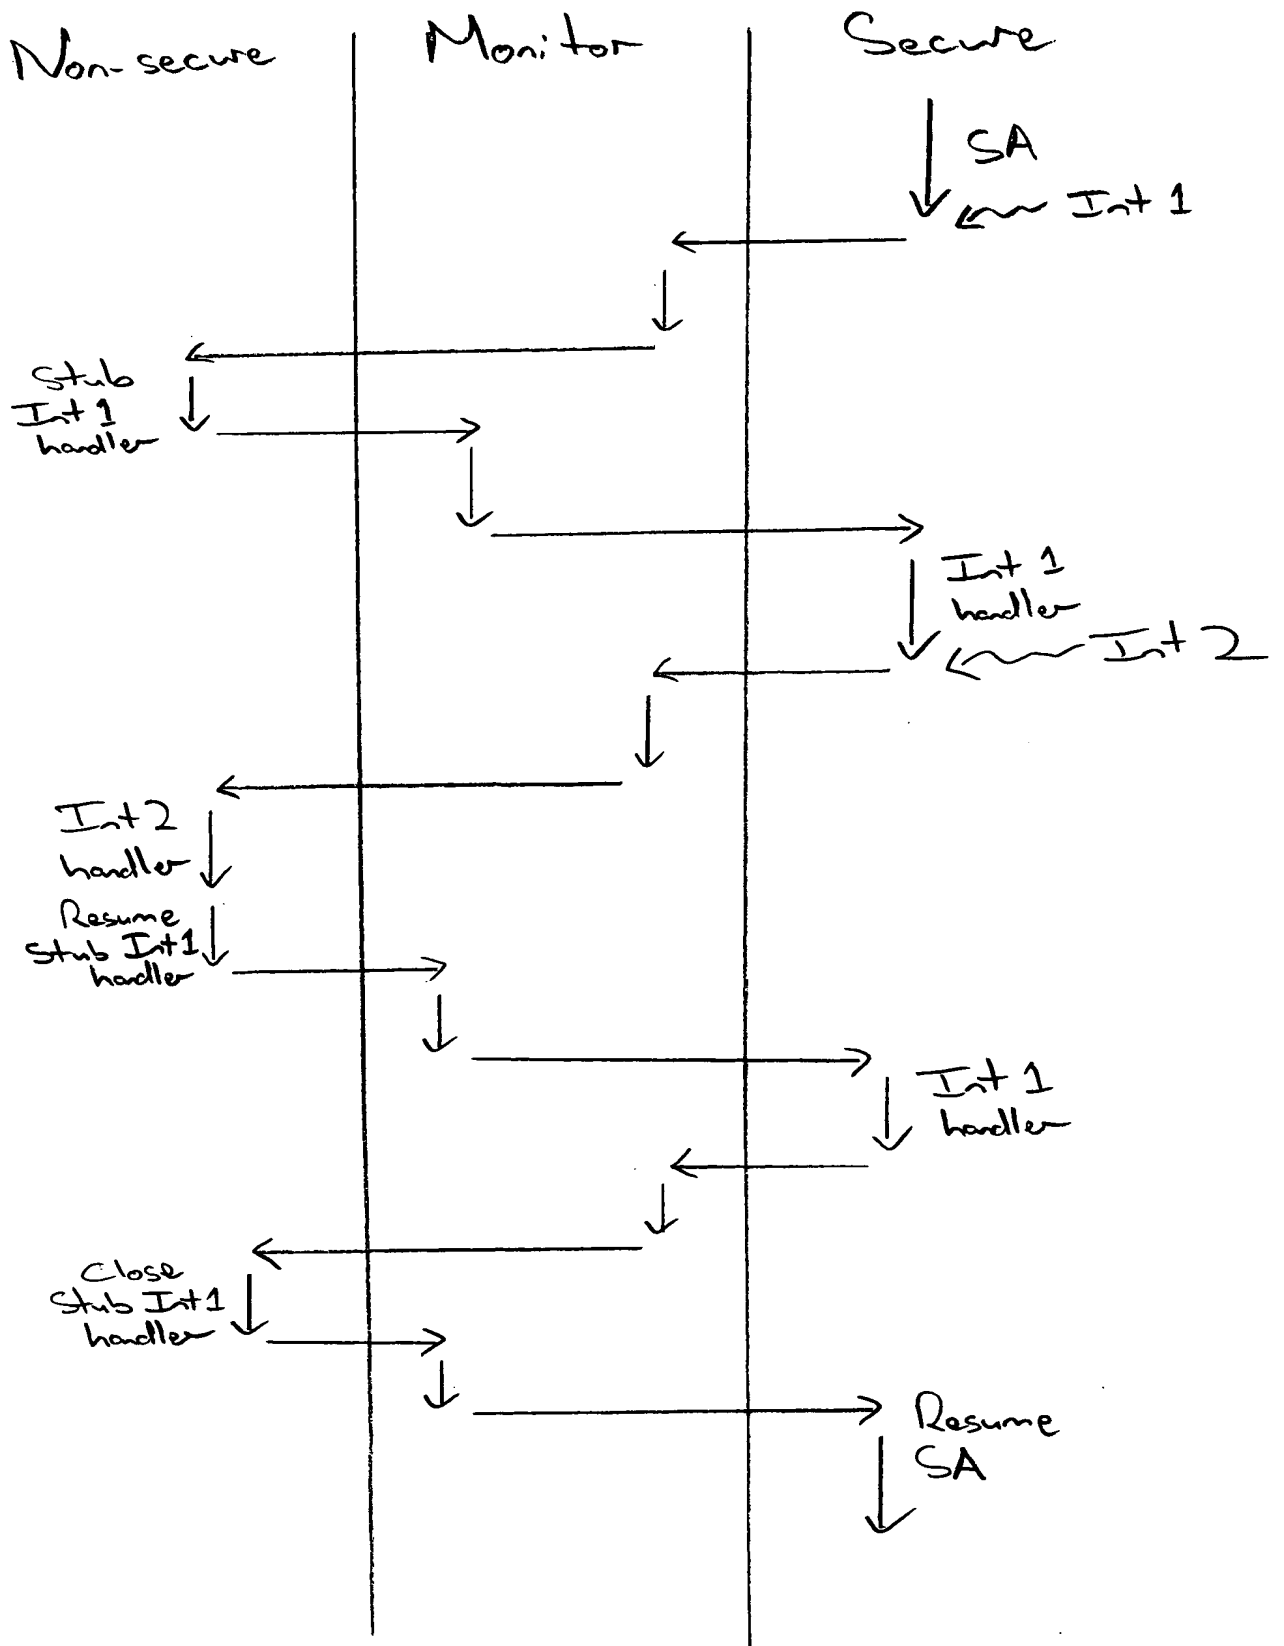 Non-secure
Monitor
Secure
SA
Int 1
Stub
Int 1
handler
Int 1
handler
Int 2
Int 2
handler
Resume
Stub Int 1
handler
Int 1
handler
Close
Stub Int 1
handler
Resume
SA